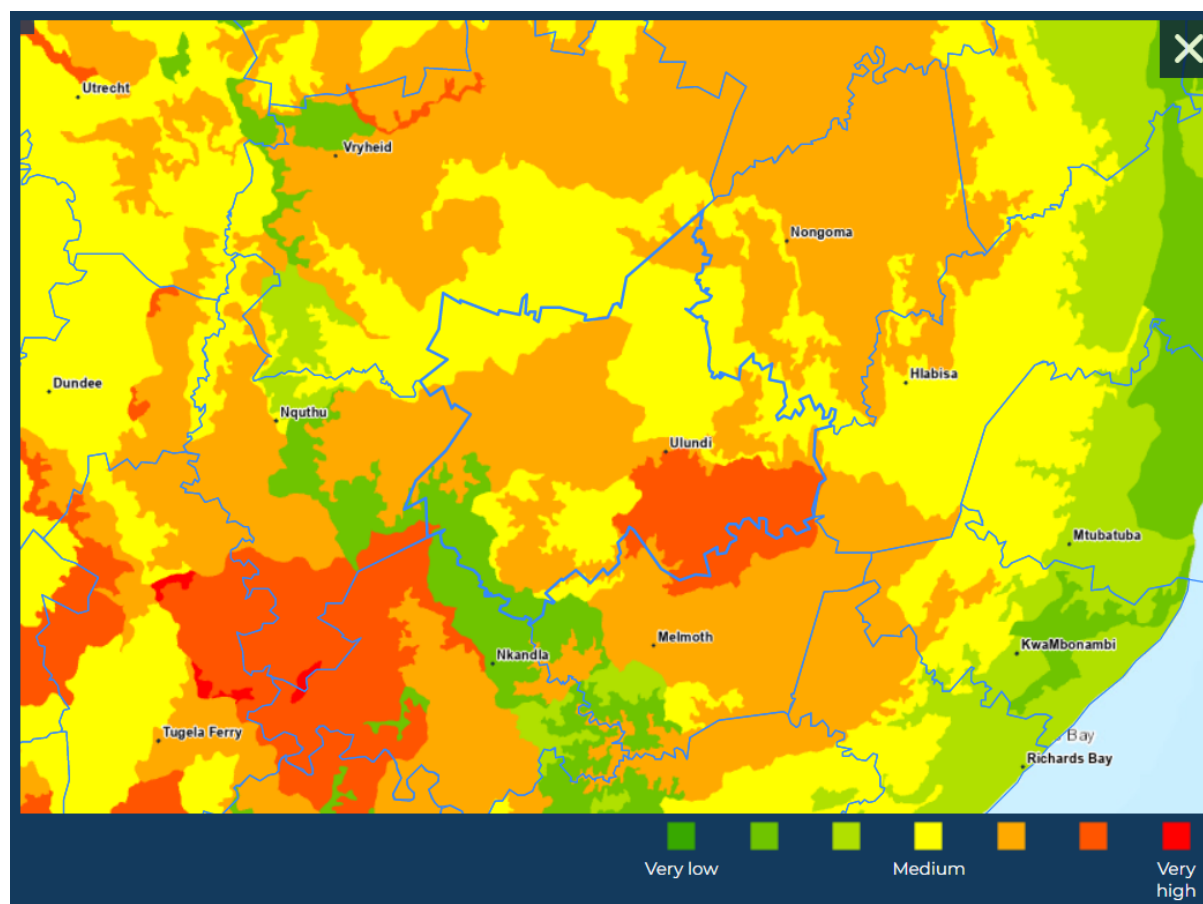 Utrecht
Vryheid
Nongoma
Dundee
Hlabisa
Nquthu
Ulundi
Mtubatuba
Melmoth
KwaMbonambi
Nkandla
Tugela Ferry
Bay
Richards Bay
Very low
Medium
Very
high